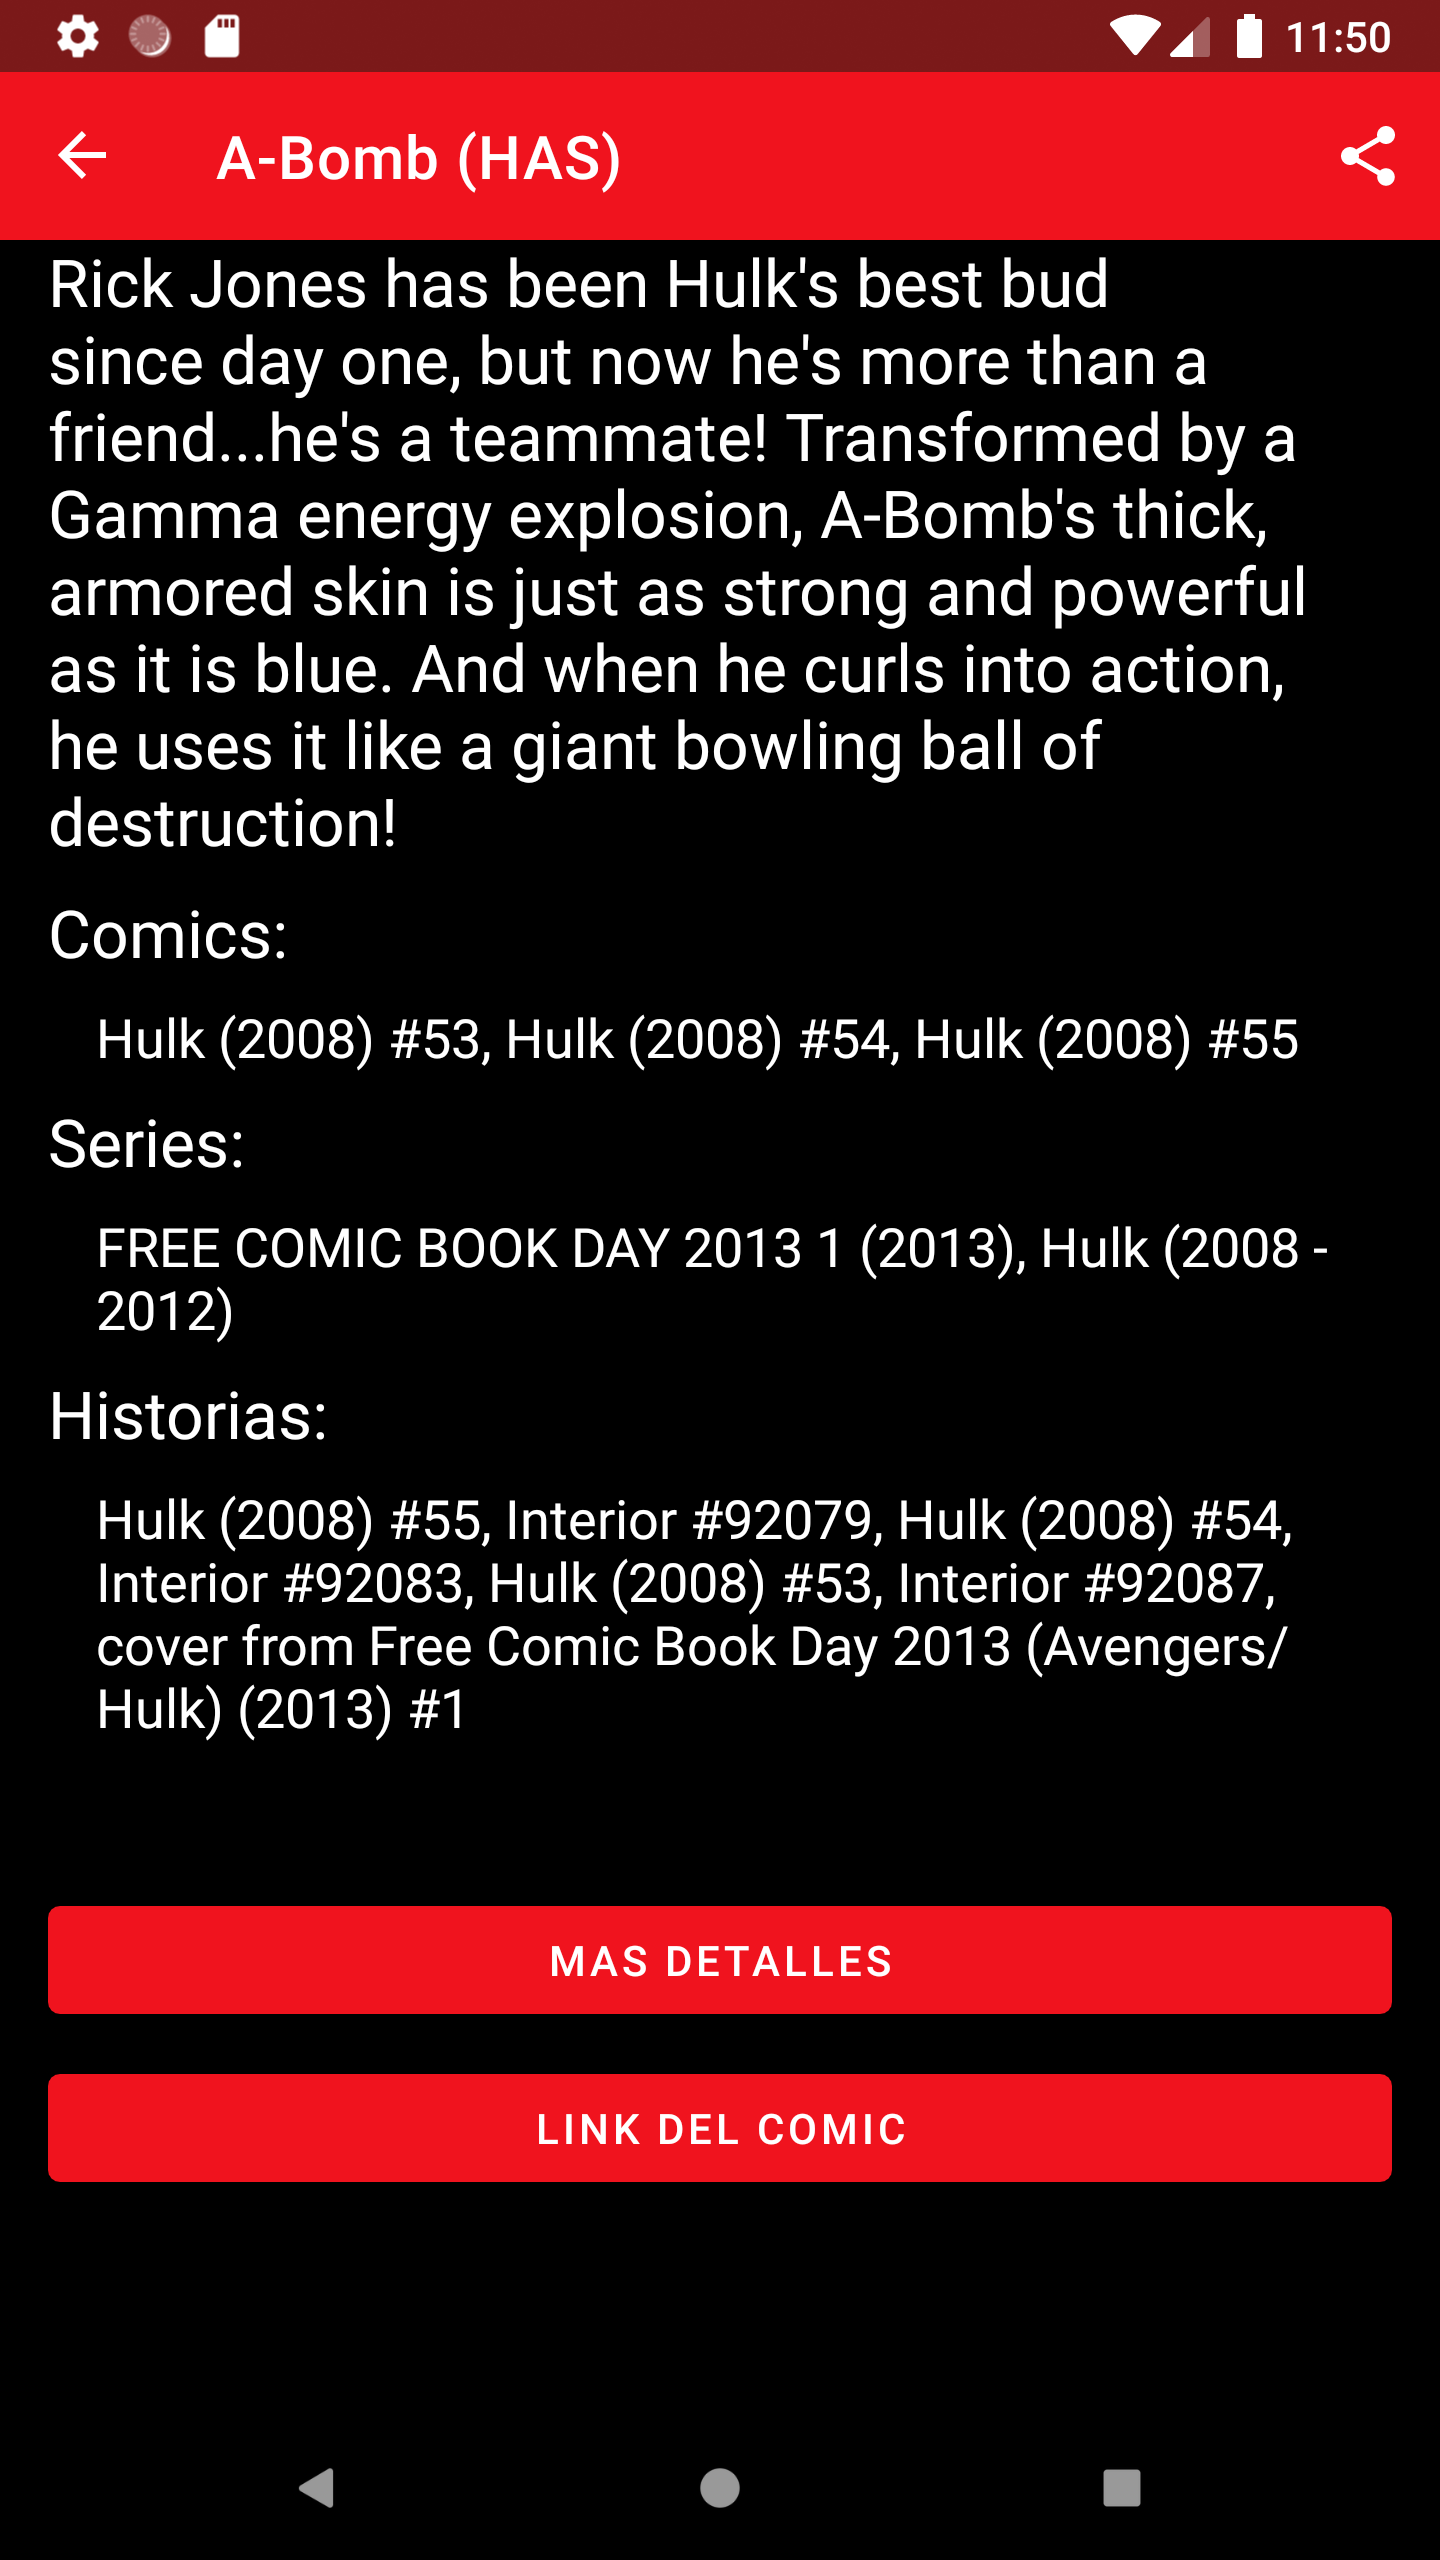 11:50
A-Bomb (HAS)
Rick Jones has been Hulk's best bud
since day one, but now he's more than a
friend...he's a teammate! Transformed by a
Gamma energy explosion, A-Bomb's thick,
armored skin is just as strong and powerful
as it is blue. And when he curls into action,
he uses it like a giant bowling ball of
destruction!
Comics:
Hulk (2008) #53, Hulk (2008) #54, Hulk (2008) #55
Series:
FREE COMIC BOOK DAY 2013 1 (2013), Hulk (2008 -
2012)
Historias:
Hulk (2008) #55, Interior #92079, Hulk (2008) #54,
Interior #92083, Hulk (2008) #53, Interior #92087,
cover from Free Comic Book Day 2013 (Avengers/
Hulk) (2013) #1
MAS DETALLES
LINK DEL COMIC